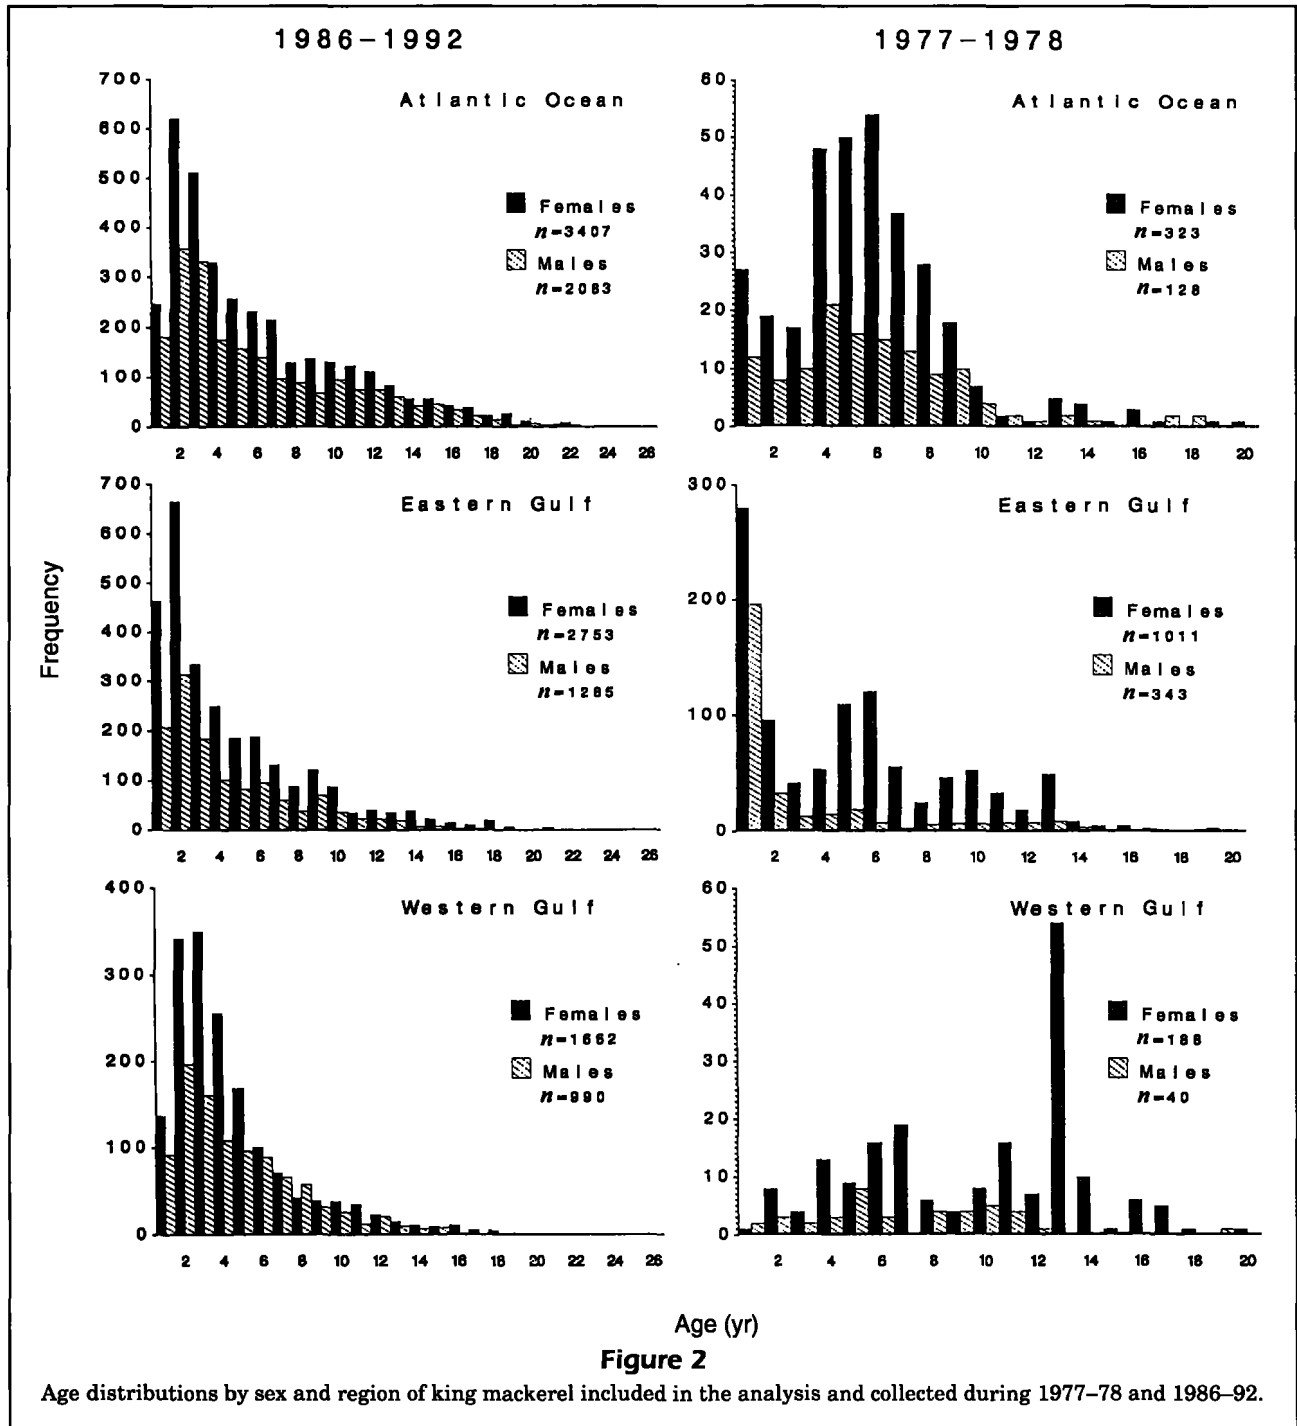 1986–1992
1977–1978
700
600
500
400
300
200
100
0
Atlantic Ocean
Females
n=3407
Males
n=2083
2 4 6 8 10 12 14 16 18 20 22 24 26
60
50
40
30
20
10
0
Atlantic Ocean
Females
n=323
Males
n=128
2 4 6 8 10 12 14 16 18 20
Frequency
700
600
500
400
300
200
100
0
Eastern Gulf
Females
n=2753
Males
n=1285
2 4 6 8 10 12 14 16 18 20 22 24 26
300
200
100
0
Eastern Gulf
Females
n=1011
Males
n=343
2 4 6 8 10 12 14 16 18 20
400
300
200
100
0
Western Gulf
Females
n=1662
Males
n=990
2 4 6 8 10 12 14 16 18 20 22 24 26
60
50
40
30
20
10
0
Western Gulf
Females
n=188
Males
n=40
2 4 6 8 10 12 14 16 18 20
Age (yr)
Figure 2
Age distributions by sex and region of king mackerel included in the analysis and collected during 1977–78 and 1986–92.